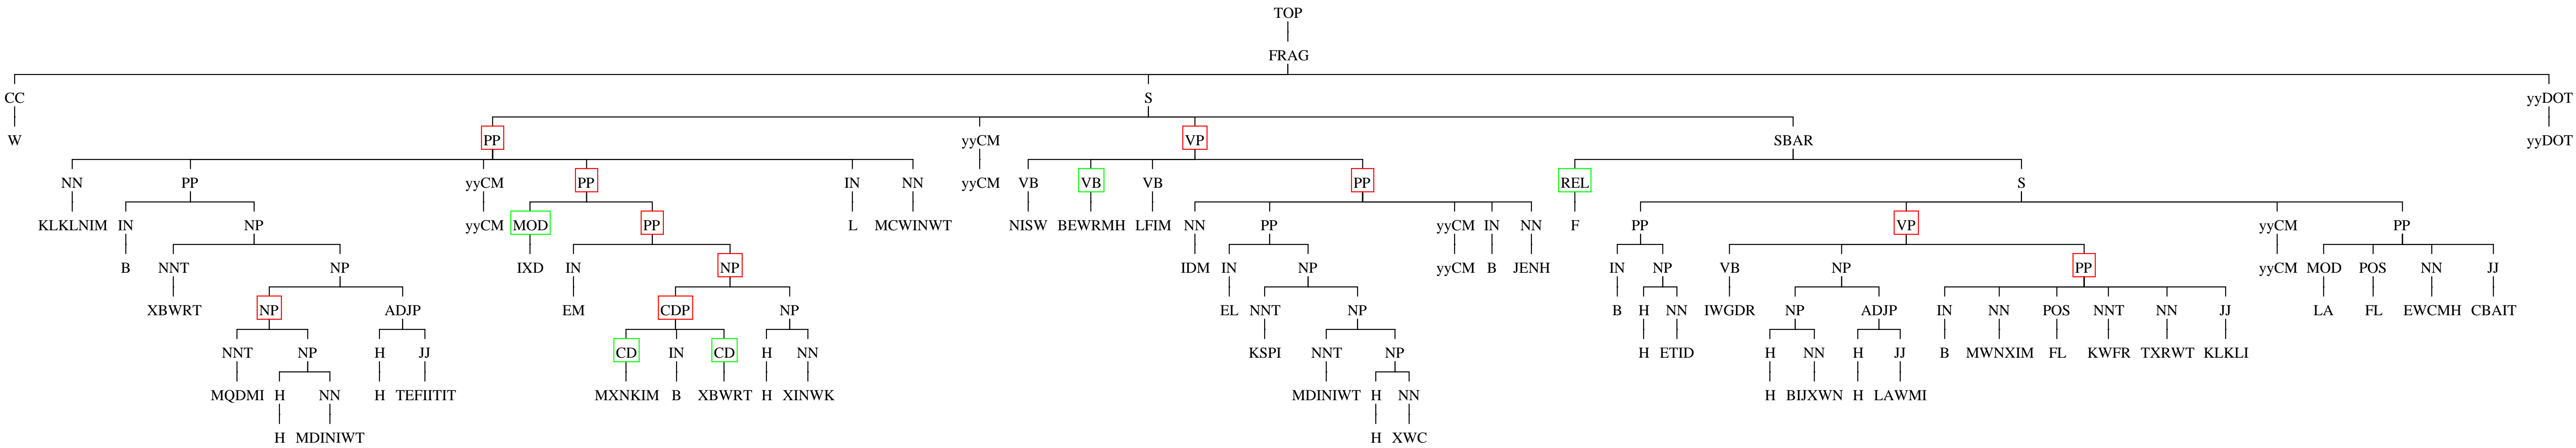 TOP
FRAG
CC S yyDOT
W PP yyCM VP SBAR yyDOT
NN PP yyCM PP IN NN yyCM VB VB VB PP REL S
KLKLNIM IN NP yyCM MOD PP L MCWINWT NISW BEWRMH LFIM NN PP yyCM IN NN F PP VP yyCM PP
B NNT NP IXD IN NP IDM IN NP yyCM B JENH IN NP VB NP PP yyCM MOD POS NN JJ
XBWRT NP ADJP EM CDP NP EL NNT NP B H NN IWGDR NP ADJP IN NN POS NNT NN JJ LA FL EWCMH CBAIT
NNT NP H JJ CD IN CD H NN KSPI NNT NP H ETID H NN H JJ B MWNXIM FL KWFR TXRWT KLKLI
MQDMI H NN H TEFIITIT MXNKIM B XBWRT H XINWK MDINIWT H NN H BIJXWN H LAWMI
H MDINIWT H XWC